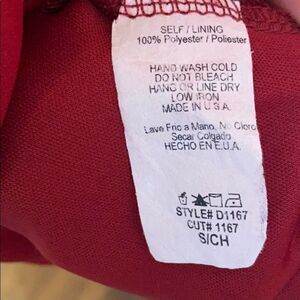 SELF / LINING
100% Polyester / Poliester
HAND WASH COLD
DO NOT BLEACH
HANG OR LINE DRY
LOW IRON
MADE IN U.S.A.
Lave Frio a Mano, No Cloro
Secar Colgado
HECHO EN E.U.A.
STYLE# D1167
CUT# 1167
S/CH